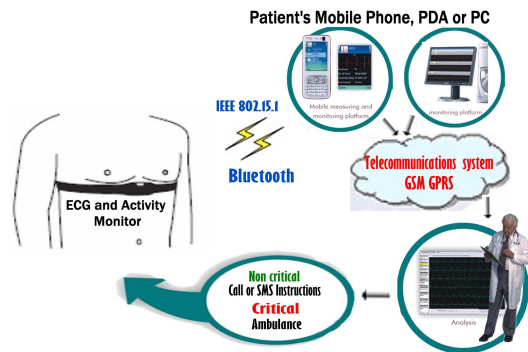 Patient's Mobile Phone, PDA or PC
Mobile measuring and
monitoring platform
monitoring platform
IEEE 802.15.1
Bluetooth
Telecommunications system
GSM GPRS
ECG and Activity
Monitor
Non critical
Call or SMS Instructions
Critical
Ambulance
Analysis